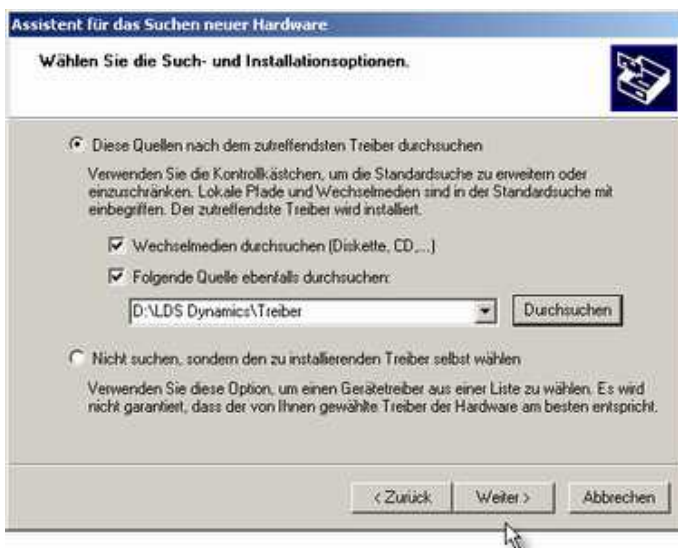 Assistent für das Suchen neuer Hardware
Wählen Sie die Such- und Installationsoptionen.
Diese Quellen nach dem zutreffendsten Treiber durchsuchen
Verwenden Sie die Kontrollkästchen, um die Standardsuche zu erweitern oder
einzuschränken. Lokale Pfade und Wechselmedien sind in der Standardsuche mit
einbegriffen. Der zutreffendste Treiber wird installiert.
Wechselmedien durchsuchen (Diskette, CD,...)
Folgende Quelle ebenfalls durchsuchen:
D:\LDS Dynamics\Treiber
Durchsuchen
Nicht suchen, sondern den zu installierenden Treiber selbst wählen
Verwenden Sie diese Option, um einen Gerätetreiber aus einer Liste zu wählen. Es wird
nicht garantiert, dass der von Ihnen gewählte Treiber der Hardware am besten entspricht.
< Zurück Weiter > Abbrechen